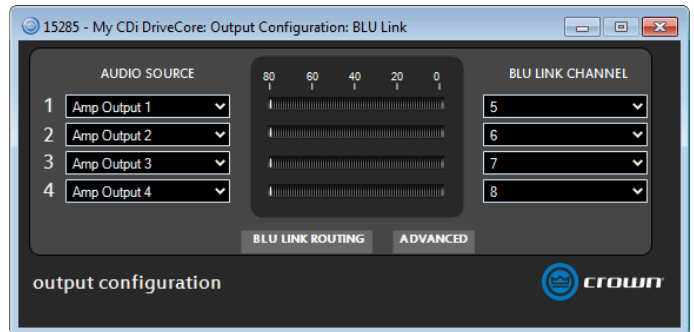 15285 - My CDi DriveCore: Output Configuration: BLU Link
AUDIO SOURCE 80 60 40 20 0 BLU LINK CHANNEL
1 Amp Output 1 5
2 Amp Output 2 6
3 Amp Output 3 7
4 Amp Output 4 8
BLU LINK ROUTING ADVANCED
output configuration crown